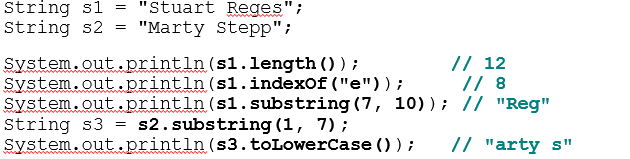 String s1 = "Stuart Reges";
String s2 = "Marty Stepp";
System.out.println(s1.length()); // 12
System.out.println(s1.indexOf("e")); // 8
System.out.println(s1.substring(7, 10)); // "Reg"
String s3 = s2.substring(1, 7);
System.out.println(s3.toLowerCase()); // "arty s"